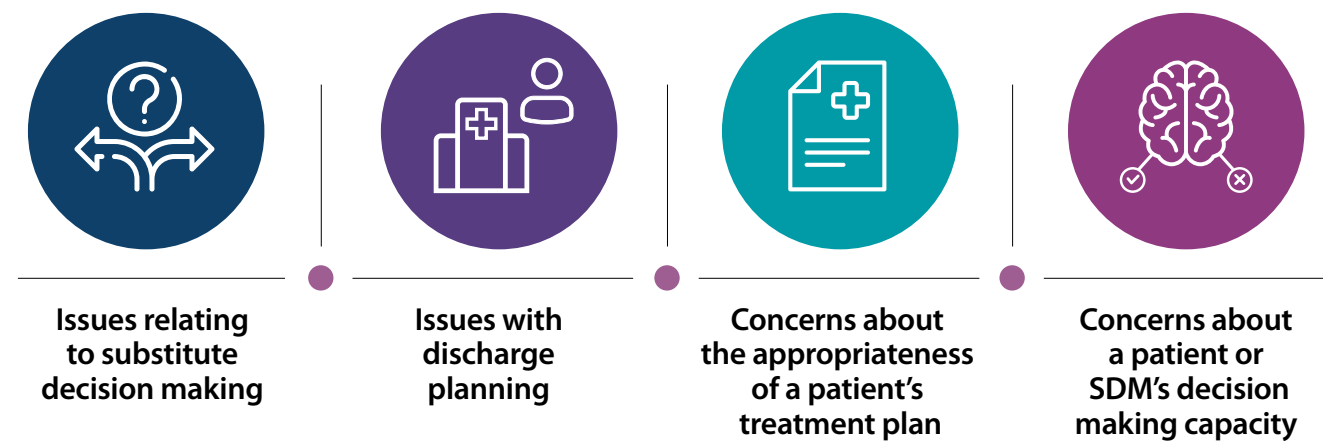 Issues relating
to substitute
decision making
Issues with
discharge
planning
Concerns about
the appropriateness
of a patient’s
treatment plan
Concerns about
a patient or
SDM’s decision
making capacity